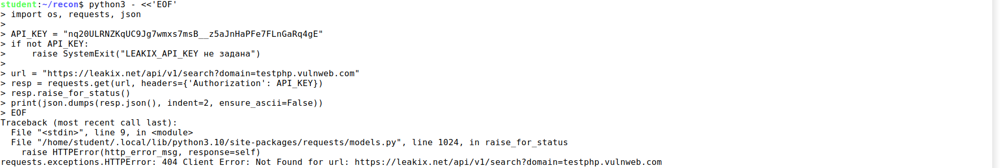 student:~/recon$ python3 - <<'EOF'
> import os, requests, json
>
> API_KEY = "nq20ULRNZKqUC9Jg7wmxs7msB__z5aJnHaPFe7FLnGaRq4gE"
> if not API_KEY:
>     raise SystemExit("LEAKIX_API_KEY не задана")
>
> url = "https://leakix.net/api/v1/search?domain=testphp.vulnweb.com"
> resp = requests.get(url, headers={'Authorization': API_KEY})
> resp.raise_for_status()
> print(json.dumps(resp.json(), indent=2, ensure_ascii=False))
> EOF
Traceback (most recent call last):
  File "<stdin>", line 9, in <module>
  File "/home/student/.local/lib/python3.10/site-packages/requests/models.py", line 1024, in raise_for_status
    raise HTTPError(http_error_msg, response=self)
requests.exceptions.HTTPError: 404 Client Error: Not Found for url: https://leakix.net/api/v1/search?domain=testphp.vulnweb.com